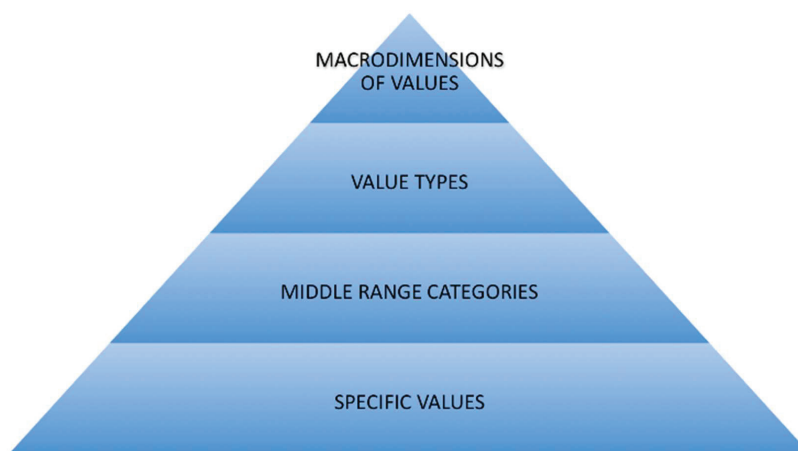 MACRODIMENSIONS
OF VALUES
VALUE TYPES
MIDDLE RANGE CATEGORIES
SPECIFIC VALUES